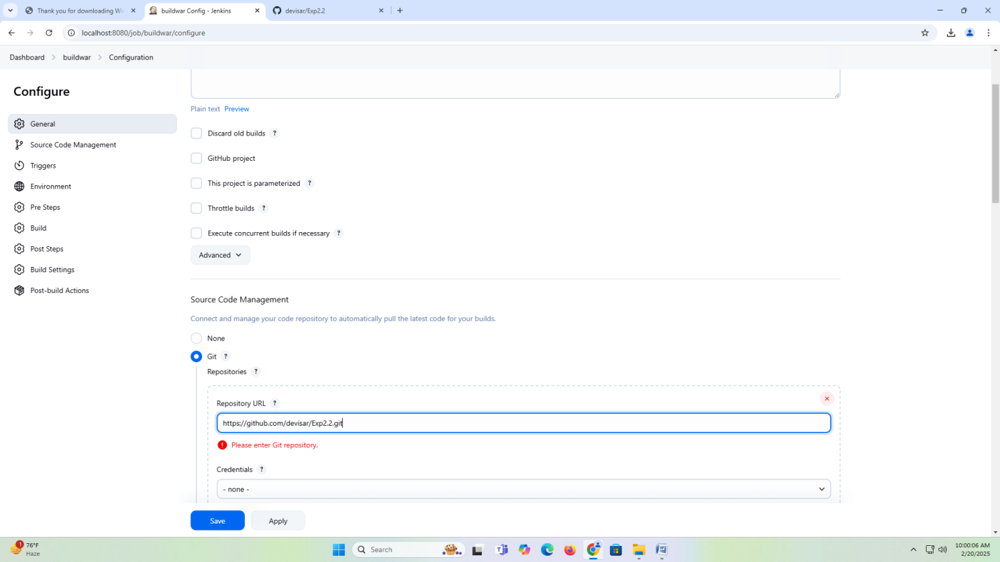 Thank you for downloading Wi
buildwar Config - Jenkins
devisar/Exp2.2
localhost:8080/job/buildwar/configure
Dashboard > buildwar > Configuration
Configure
General
Source Code Management
Triggers
Environment
Pre Steps
Build
Post Steps
Build Settings
Post-build Actions
Plain text Preview
Discard old builds ?
GitHub project
This project is parameterized ?
Throttle builds ?
Execute concurrent builds if necessary ?
Advanced
Source Code Management
Connect and manage your code repository to automatically pull the latest code for your builds.
None
Git ?
Repositories ?
Repository URL ?
https://github.com/devisar/Exp2.2.git
Please enter Git repository.
Credentials ?
- none -
Save Apply
1
76°F
Haze
Search
10:00:06 AM
2/20/2025